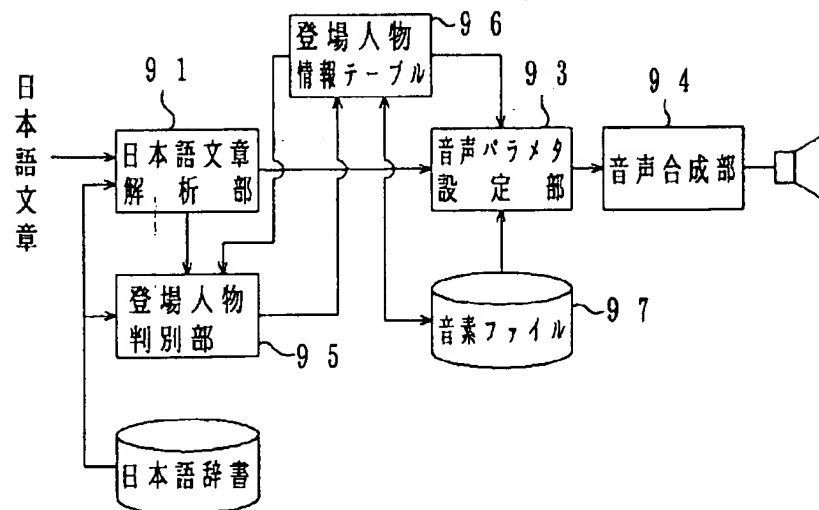 日本語文章
91
日本語文章
解析部
96
登場人物
情報テーブル
93
音声パラメタ
設定部
94
音声合成部
登場人物
判別部
95
音素ファイル
97
日本語辞書